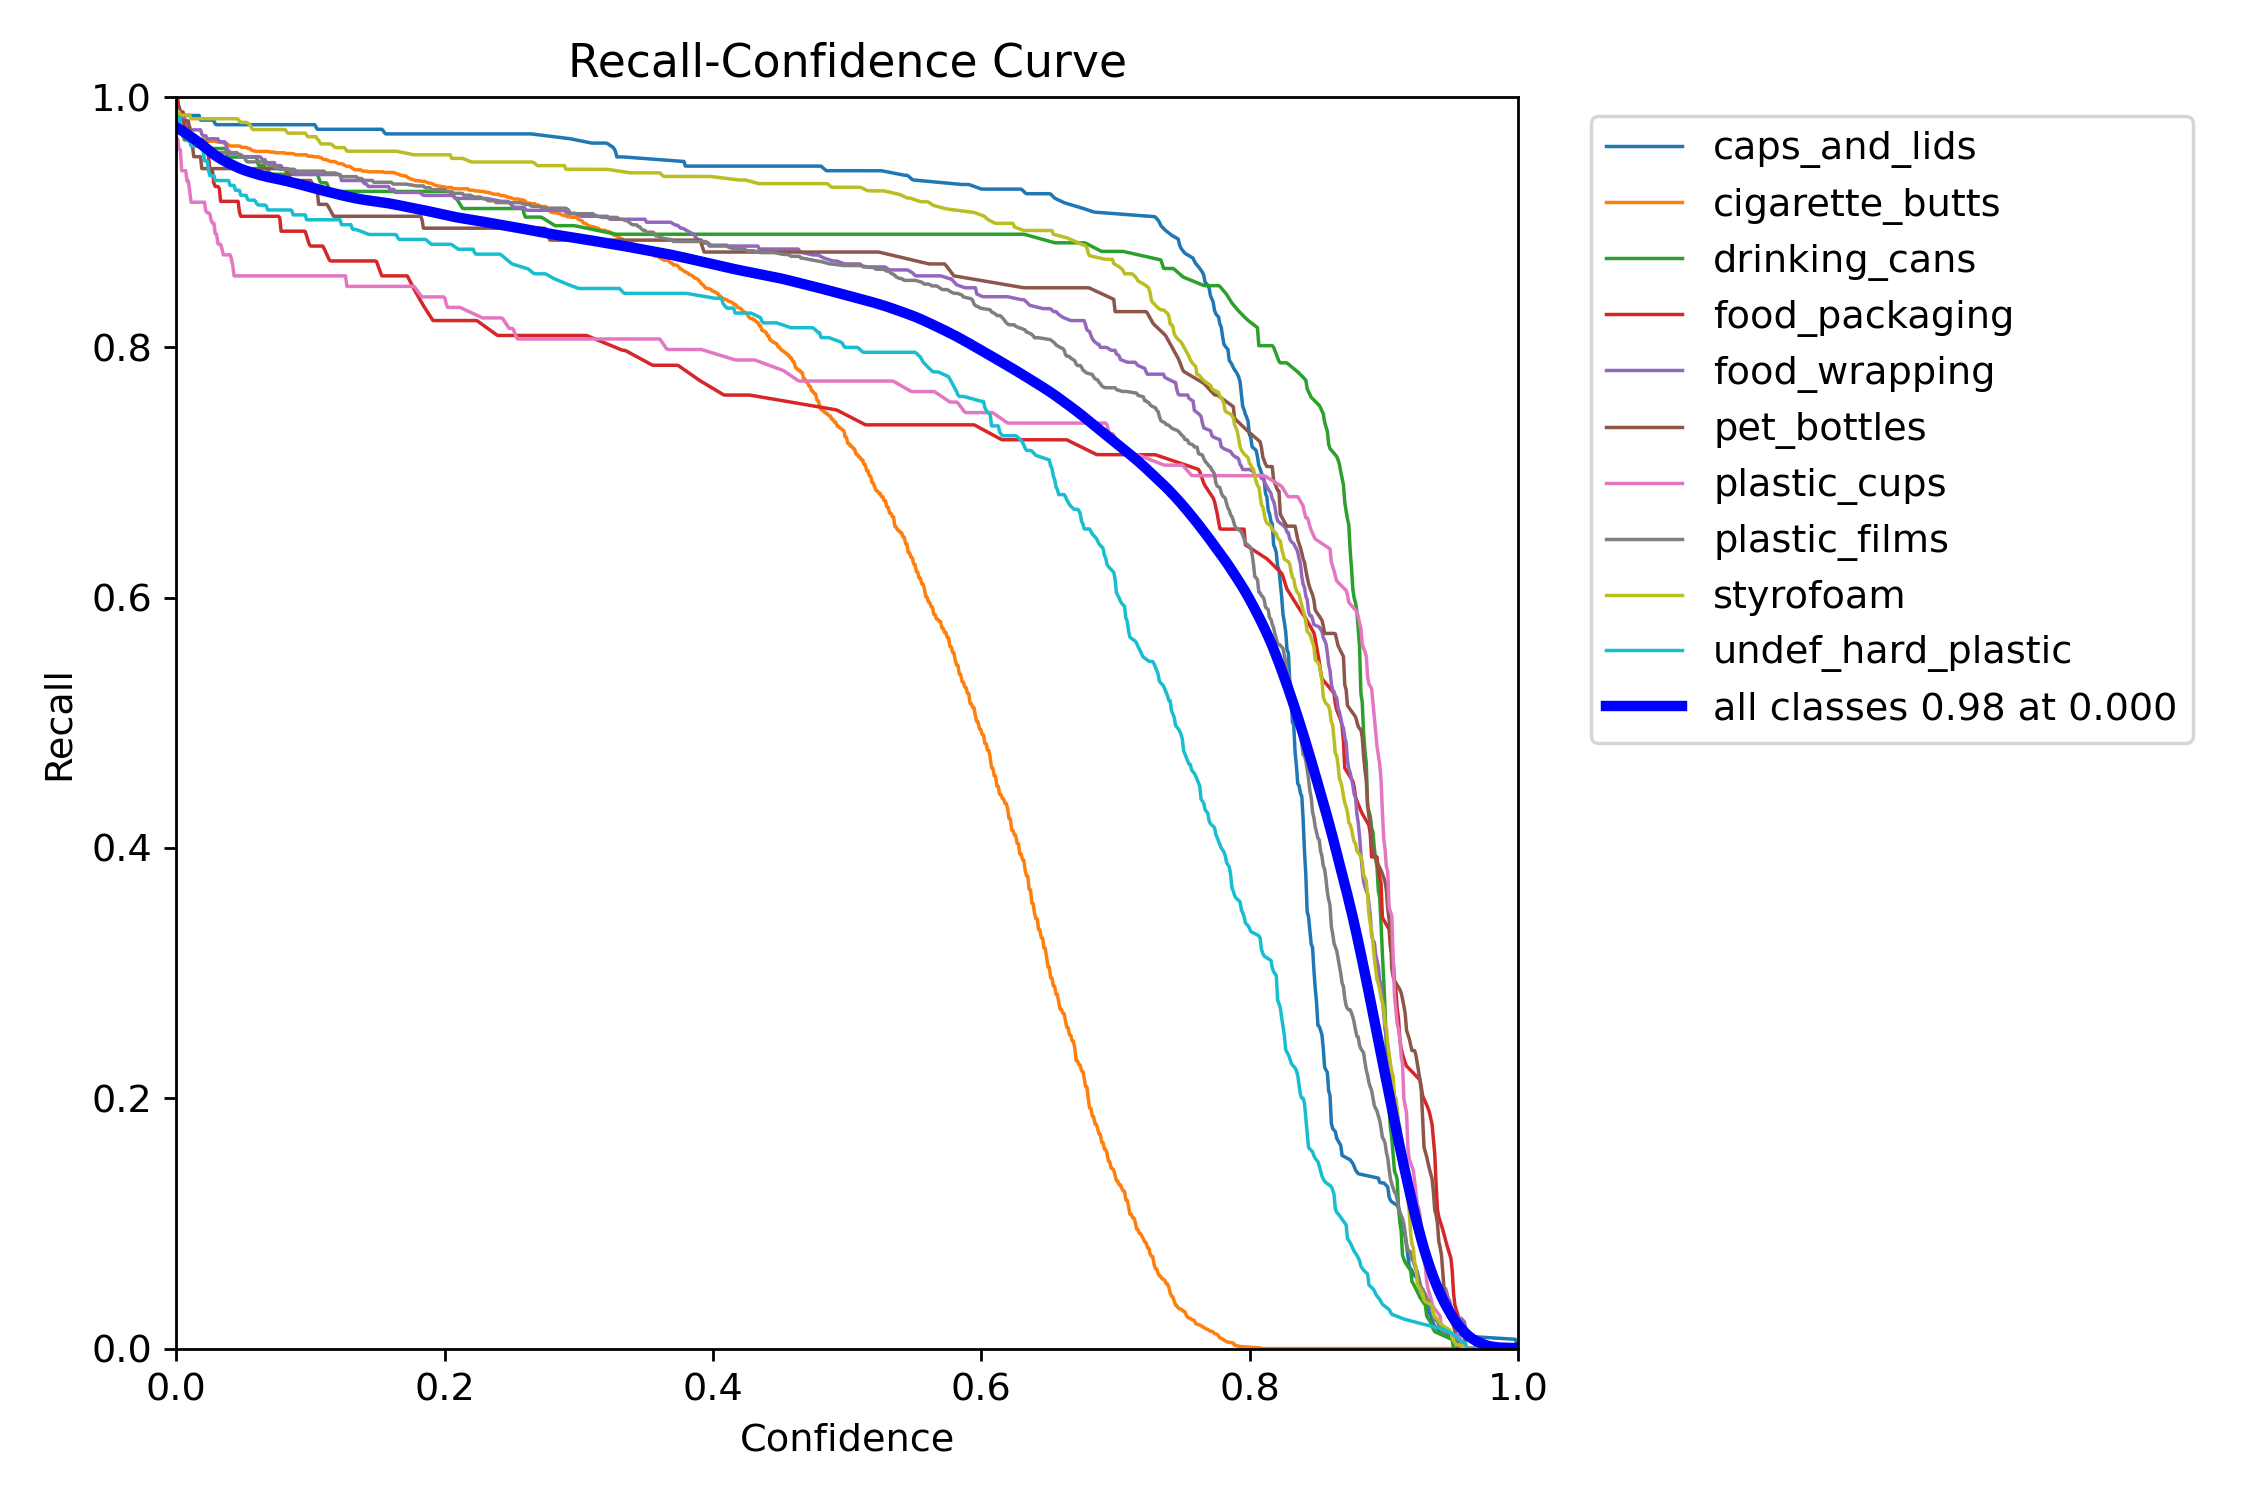 Recall-Confidence Curve
1.0
0.8
0.6
0.4
0.2
0.0
Recall
0.0 0.2 0.4 0.6 0.8 1.0
Confidence
caps_and_lids
cigarette_butts
drinking_cans
food_packaging
food_wrapping
pet_bottles
plastic_cups
plastic_films
styrofoam
undef_hard_plastic
all classes 0.98 at 0.000